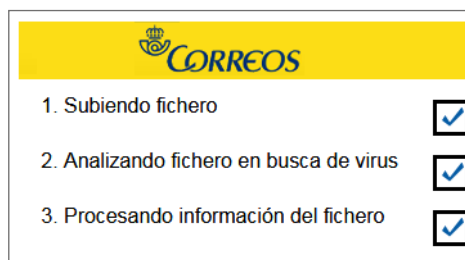 CORREOS
1. Subiendo fichero
2. Analizando fichero en busca de virus
3. Procesando información del fichero